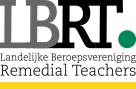 LBRT
Landelijke Beroepsvereniging
Remedial Teachers